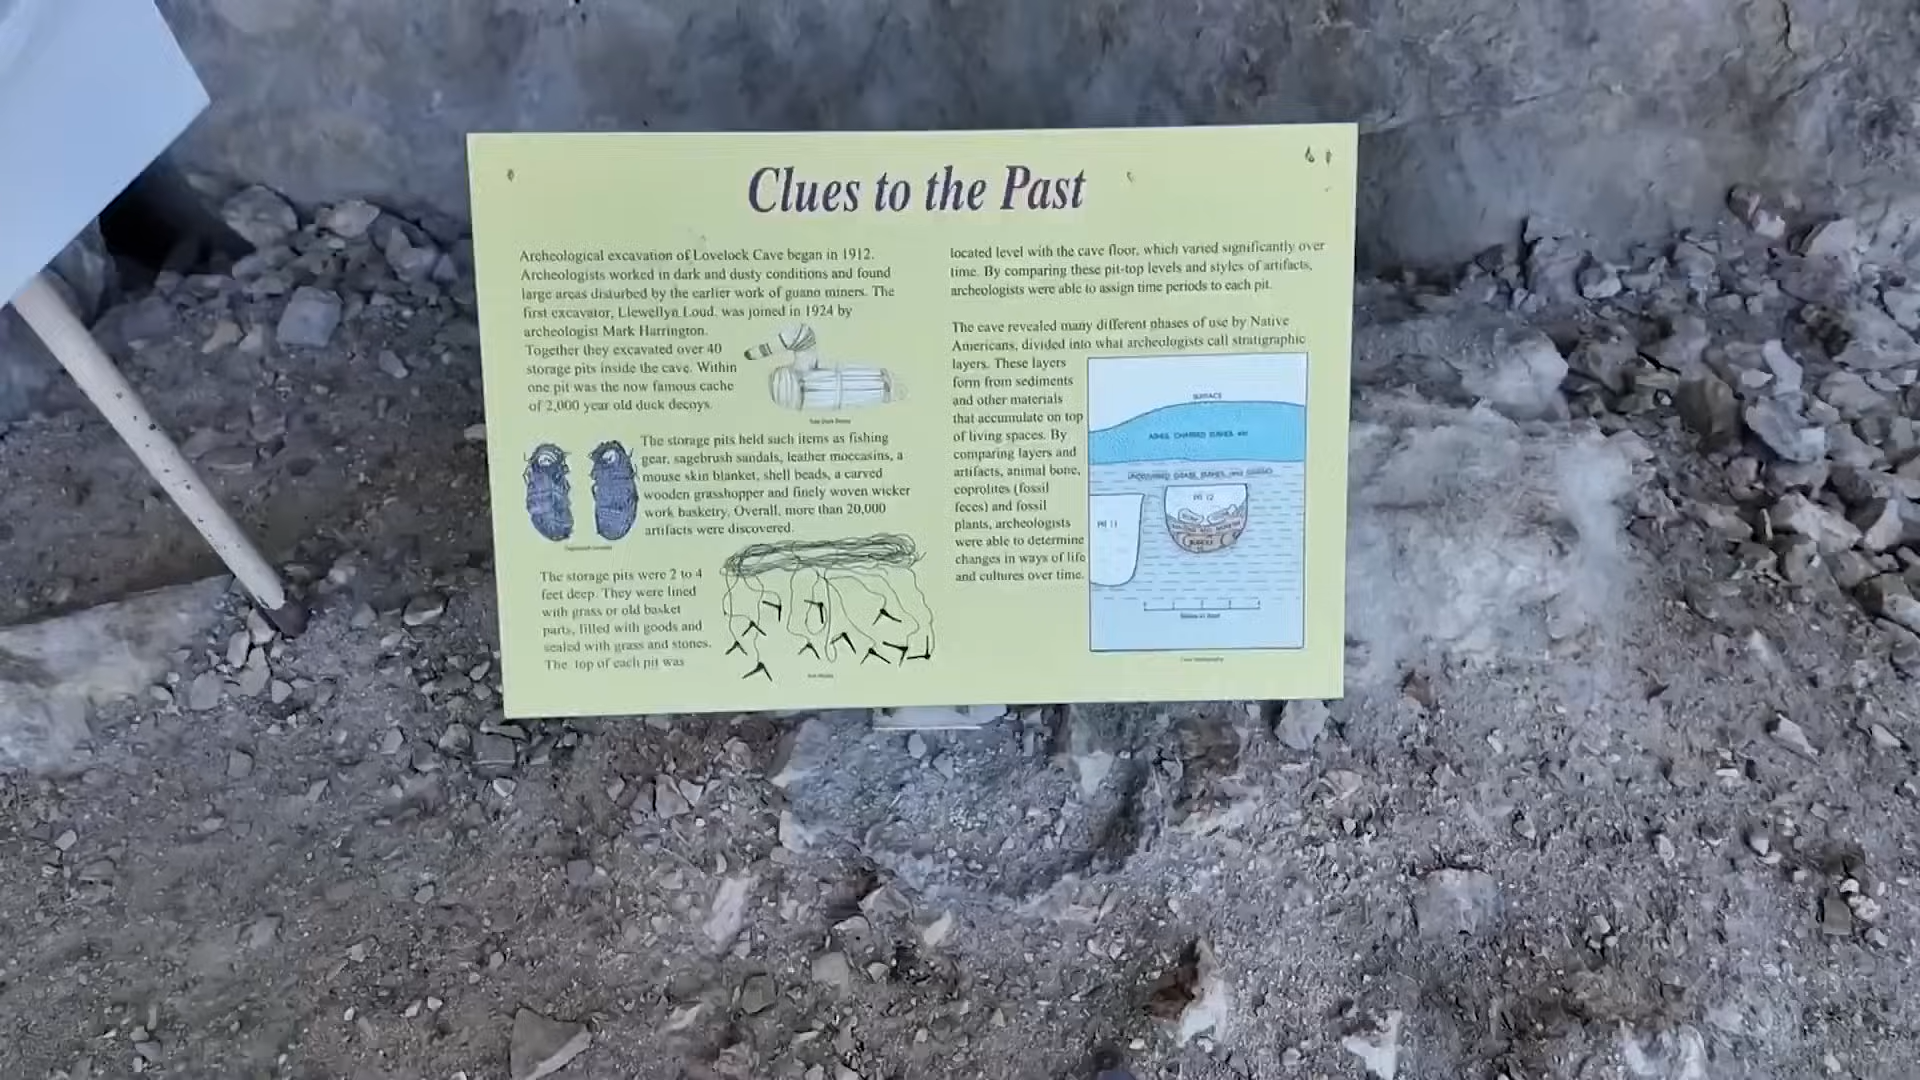 Clues to the Past
Archeological excavation of Lovelock Cave began in 1912.
Archeologists worked in dark and dusty conditions and found
large areas disturbed by the earlier work of guano miners. The
first excavator, Llewellyn Loud, was joined in 1924 by
archeologist Mark Harrington.
Together they excavated over 40
storage pits inside the cave. Within
one pit was the now famous cache
of 2,000 year old duck decoys.
The storage pits held such items as fishing
gear, sagebrush sandals, leather moccasins, a
mouse skin blanket, shell beads, a carved
wooden grasshopper and finely woven wicker
work basketry. Overall, more than 20,000
artifacts were discovered.
The storage pits were 2 to 4
feet deep. They were lined
with grass or old basket
parts, filled with goods and
sealed with grass and stones.
The top of each pit was
located level with the cave floor, which varied significantly over
time. By comparing these pit-top levels and styles of artifacts,
archeologists were able to assign time periods to each pit.
The cave revealed many different phases of use by Native
Americans, divided into what archeologists call stratigraphic
layers. These layers
form from sediments
and other materials
that accumulate on top
of living spaces. By
comparing layers and
artifacts, animal bone,
coprolites (fossil
feces) and fossil
plants, archeologists
were able to determine
changes in ways of life
and cultures over time.
SURFACE
Pit 12
Pit 11